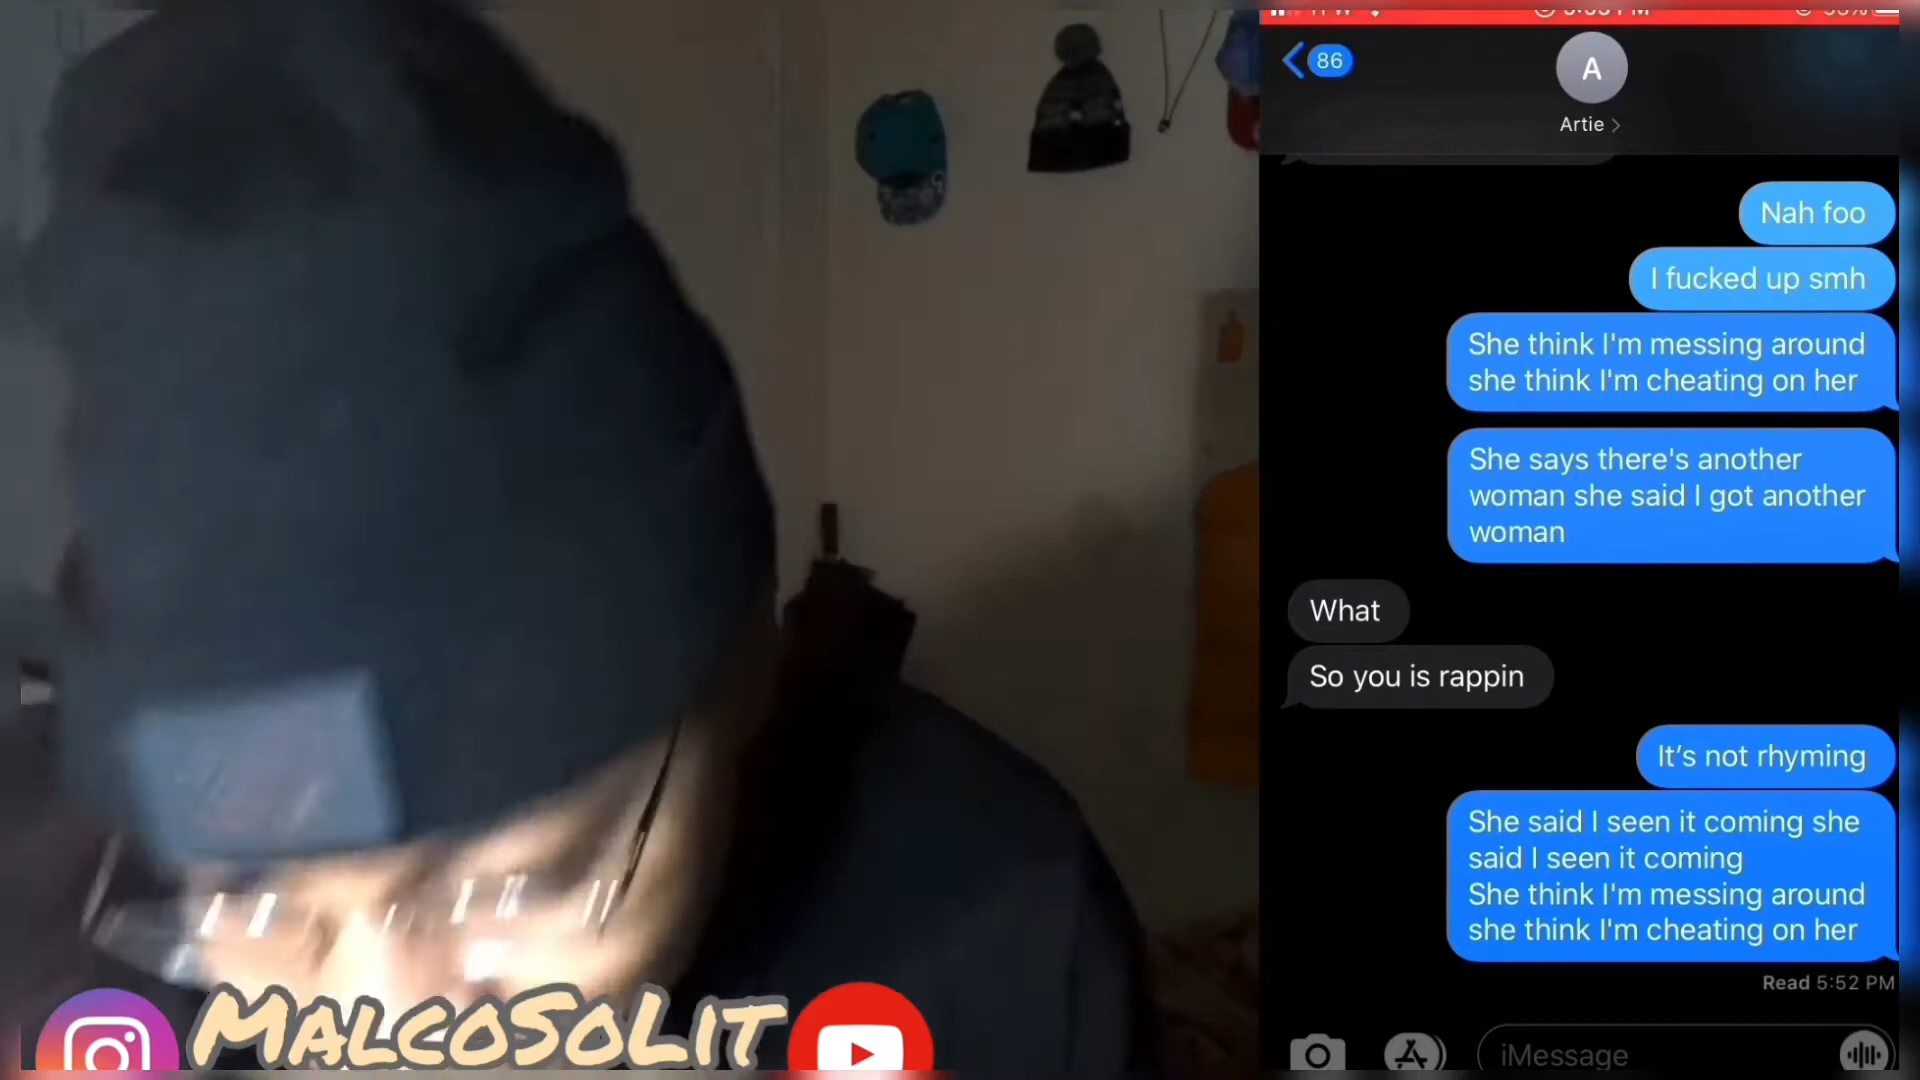 86
A
Artie
Nah foo
I fucked up smh
She think I'm messing around
she think I'm cheating on her
She says there's another
woman she said I got another
woman
What
So you is rappin
It’s not rhyming
She said I seen it coming she
said I seen it coming
She think I'm messing around
she think I'm cheating on her
Read 5:52 PM
iMessage
MalcoSoLit